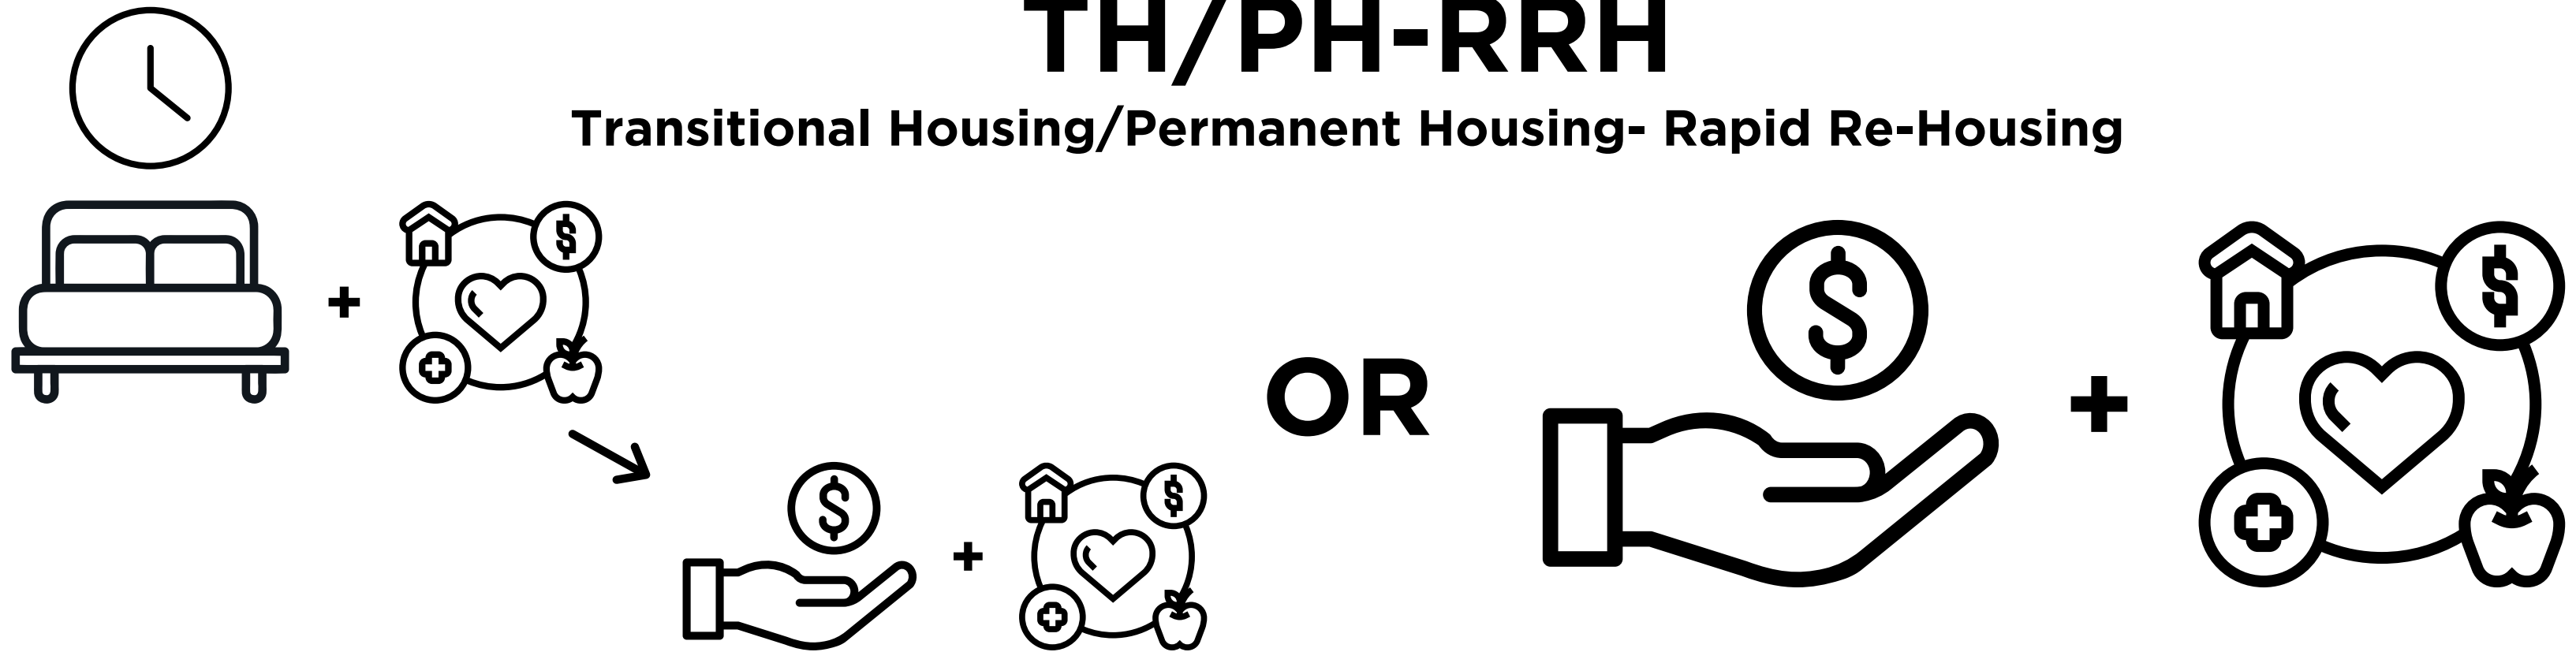 TH/PH-RRH
Transitional Housing/Permanent Housing- Rapid Re-Housing
$
+
OR
$
+
$
$
+
$